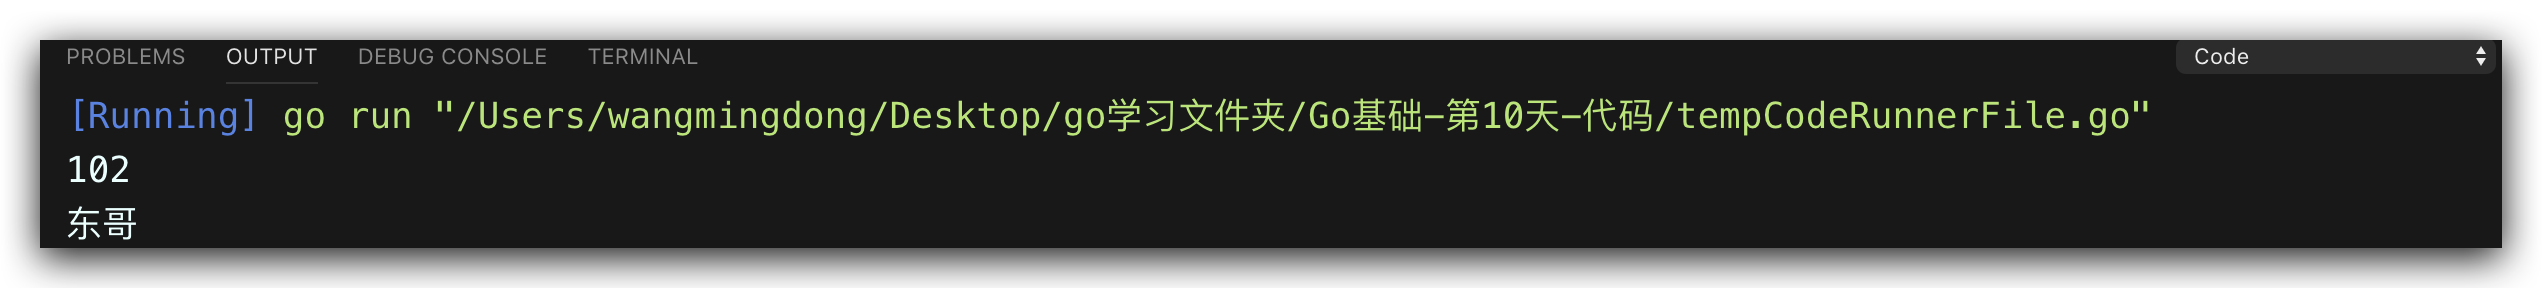 PROBLEMS OUTPUT DEBUG CONSOLE TERMINAL Code
[Running] go run "/Users/wangmingdong/Desktop/go学习文件夹/Go基础-第10天-代码/tempCodeRunnerFile.go"
102
东哥